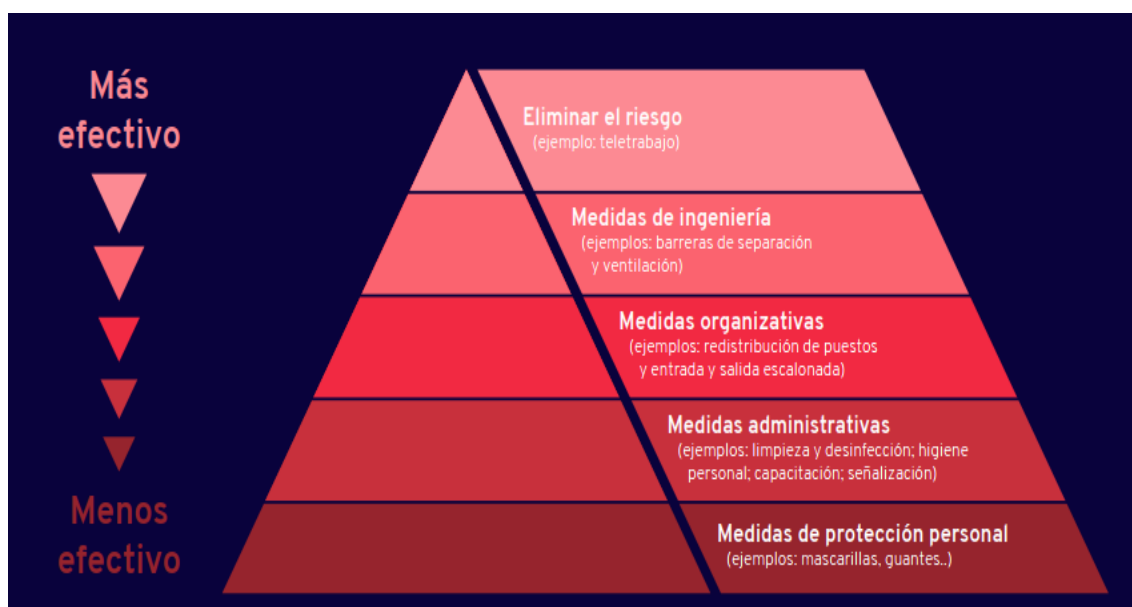 Más
efectivo
Eliminar el riesgo
(ejemplo: teletrabajo)
Medidas de ingeniería
(ejemplos: barreras de separación
y ventilación)
Medidas organizativas
(ejemplos: redistribución de puestos
y entrada y salida escalonada)
Medidas administrativas
(ejemplos: limpieza y desinfección; higiene
personal; capacitación; señalización)
Menos
efectivo
Medidas de protección personal
(ejemplos: mascarillas, guantes..)